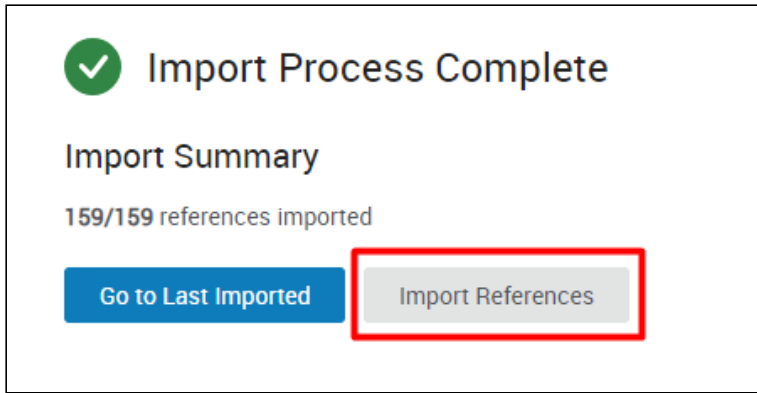 Import Process Complete
Import Summary
159/159 references imported
Go to Last Imported
Import References